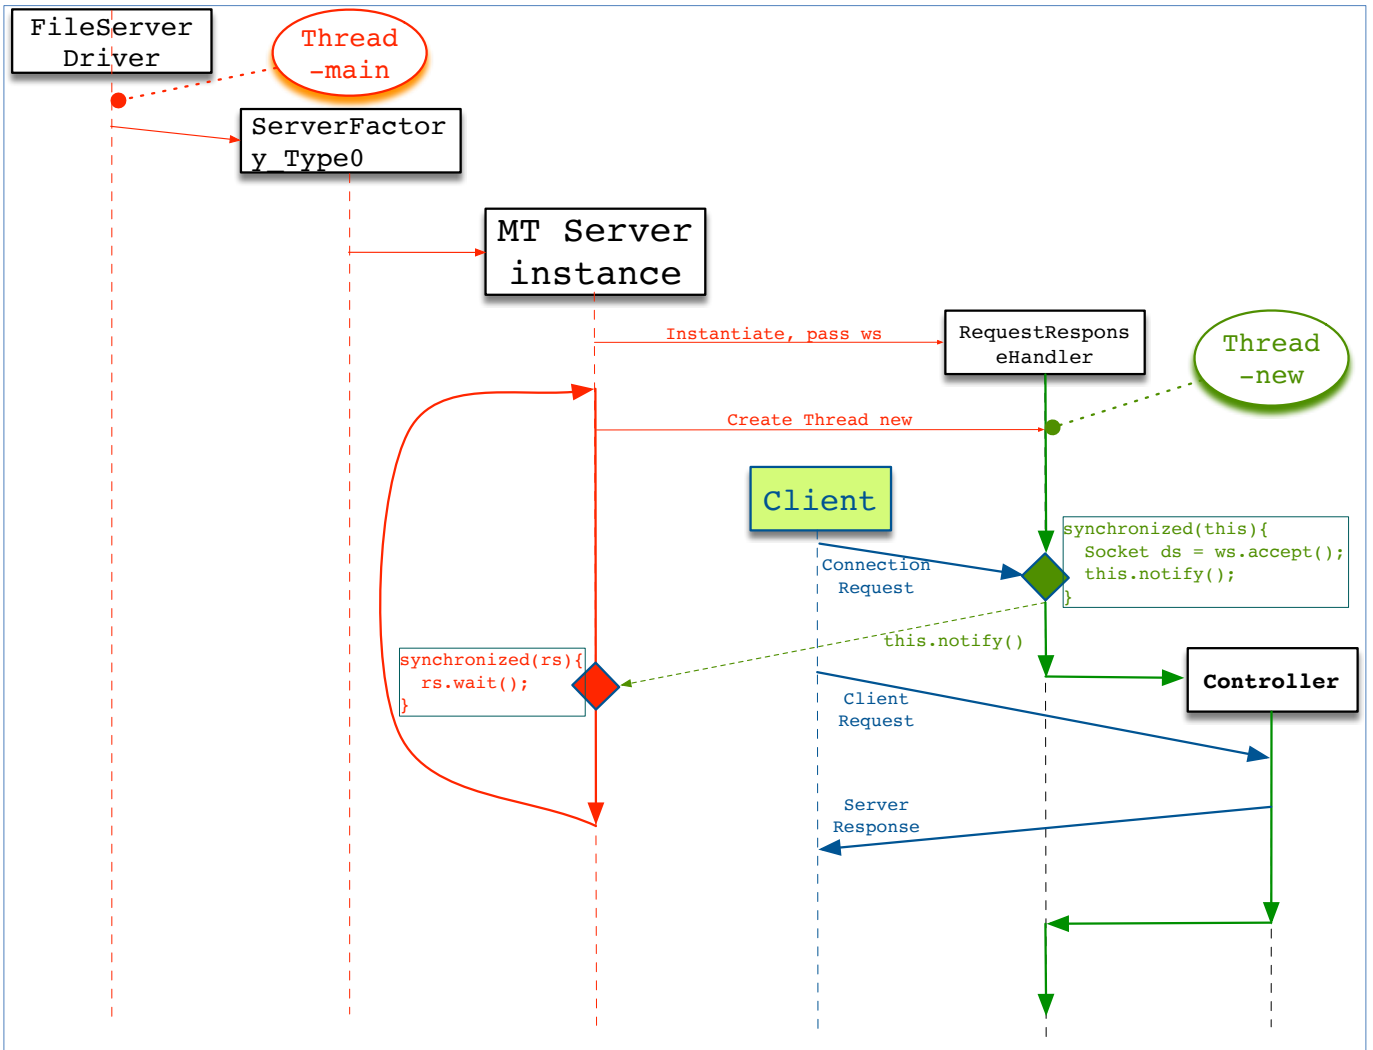 FileServer
Driver
Thread
-main
ServerFactor
y_Type0
MT Server
instance
Instantiate, pass ws
RequestRespons
eHandler
Thread
-new
Create Thread new
Client
synchronized(this){
Socket ds = ws.accept();
this.notify();
}
Connection
Request
this.notify()
synchronized(rs){
rs.wait();
}
Controller
Client
Request
Server
Response